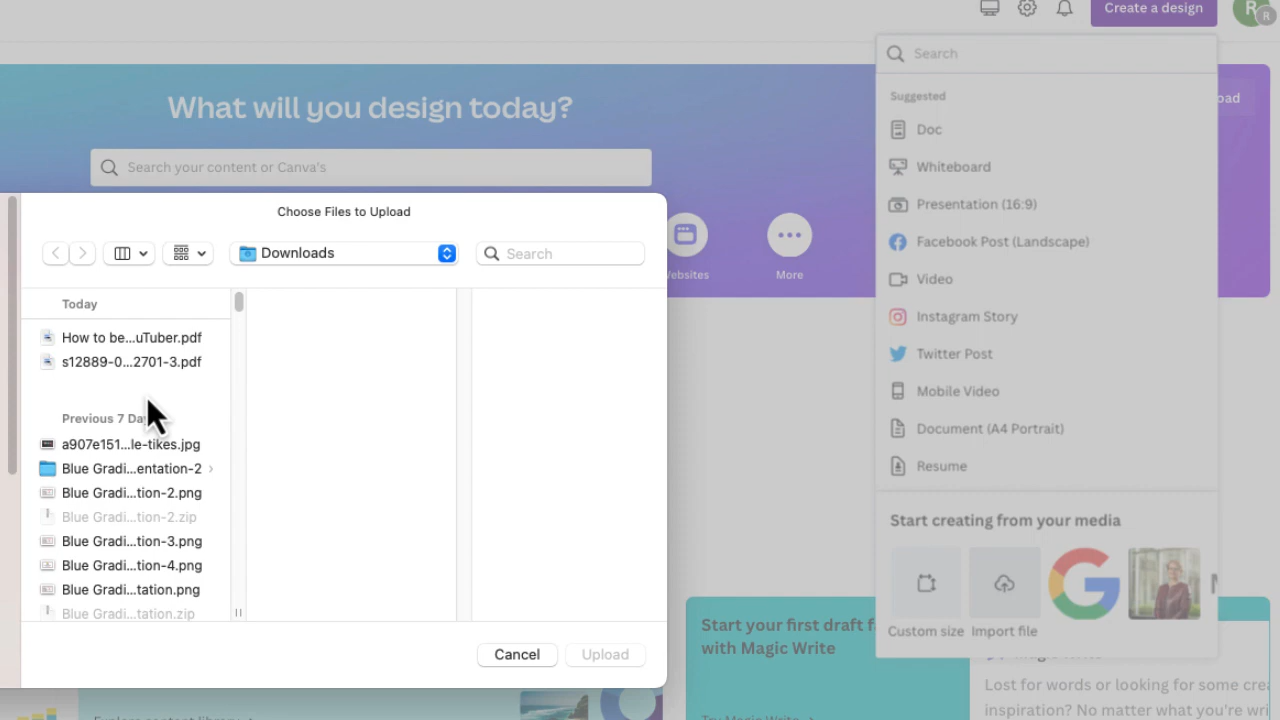 Create a design
R
R
What will you design today?
Search your content or Canva's
Websites
More
Search
Suggested
Doc
Whiteboard
Presentation (16:9)
Facebook Post (Landscape)
Video
Instagram Story
Twitter Post
Mobile Video
Document (A4 Portrait)
Resume
Start creating from your media
Custom size
Import file
Choose Files to Upload
Downloads
Search
Today
How to be...uTuber.pdf
s12889-0...2701-3.pdf
Previous 7 Da
a907e151...le-tikes.jpg
Blue Gradi...entation-2
Blue Gradi...tion-2.png
Blue Gradi...tion-2.zip
Blue Gradi...tion-3.png
Blue Gradi...tion-4.png
Blue Gradi...tation.png
Blue Gradi...tation.zip
Cancel
Upload
Start your first draft f
with Magic Write
Lost for words or looking for some crea
inspiration? No matter what you're wri